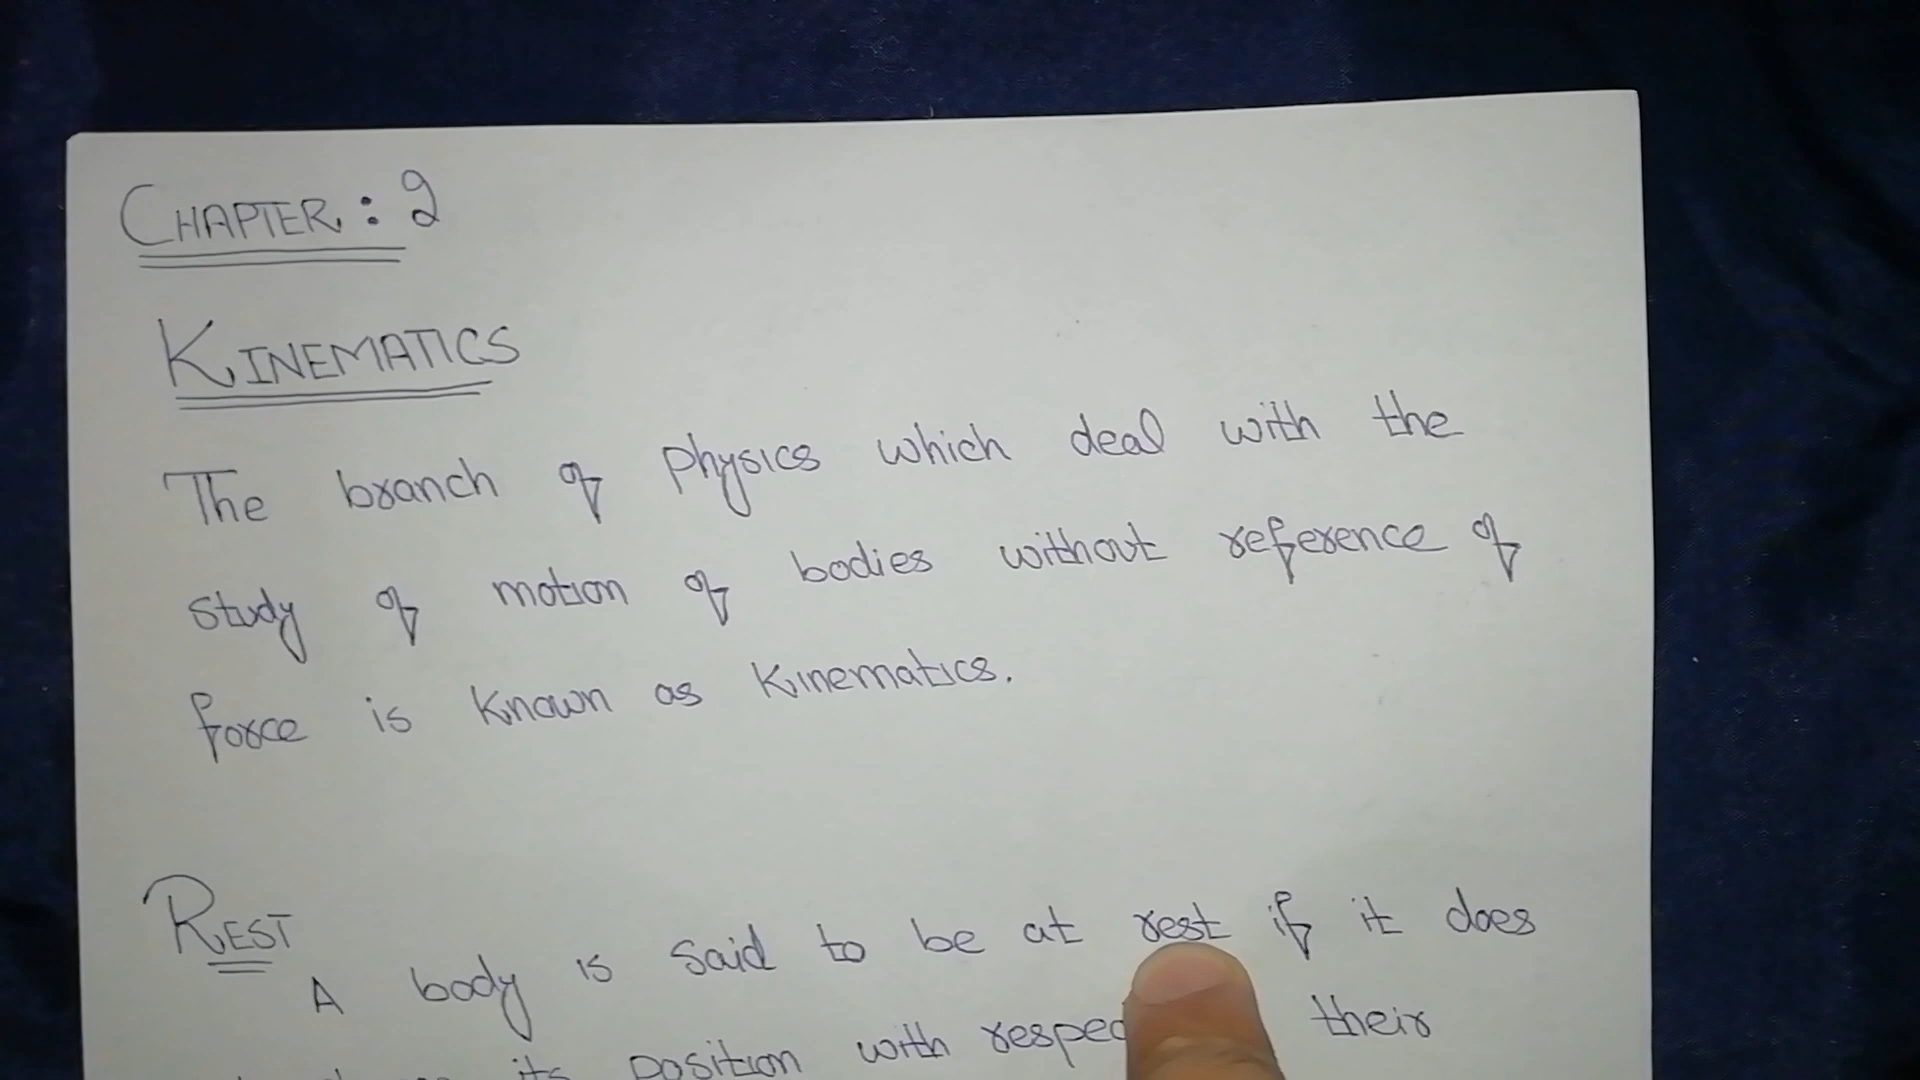 CHAPTER: 2
KINEMATICS
The branch of physics which deal with the
study of motion of bodies without reference of
force is known as Kinematics.
REST
A body is said to be at rest if it does
its position with their